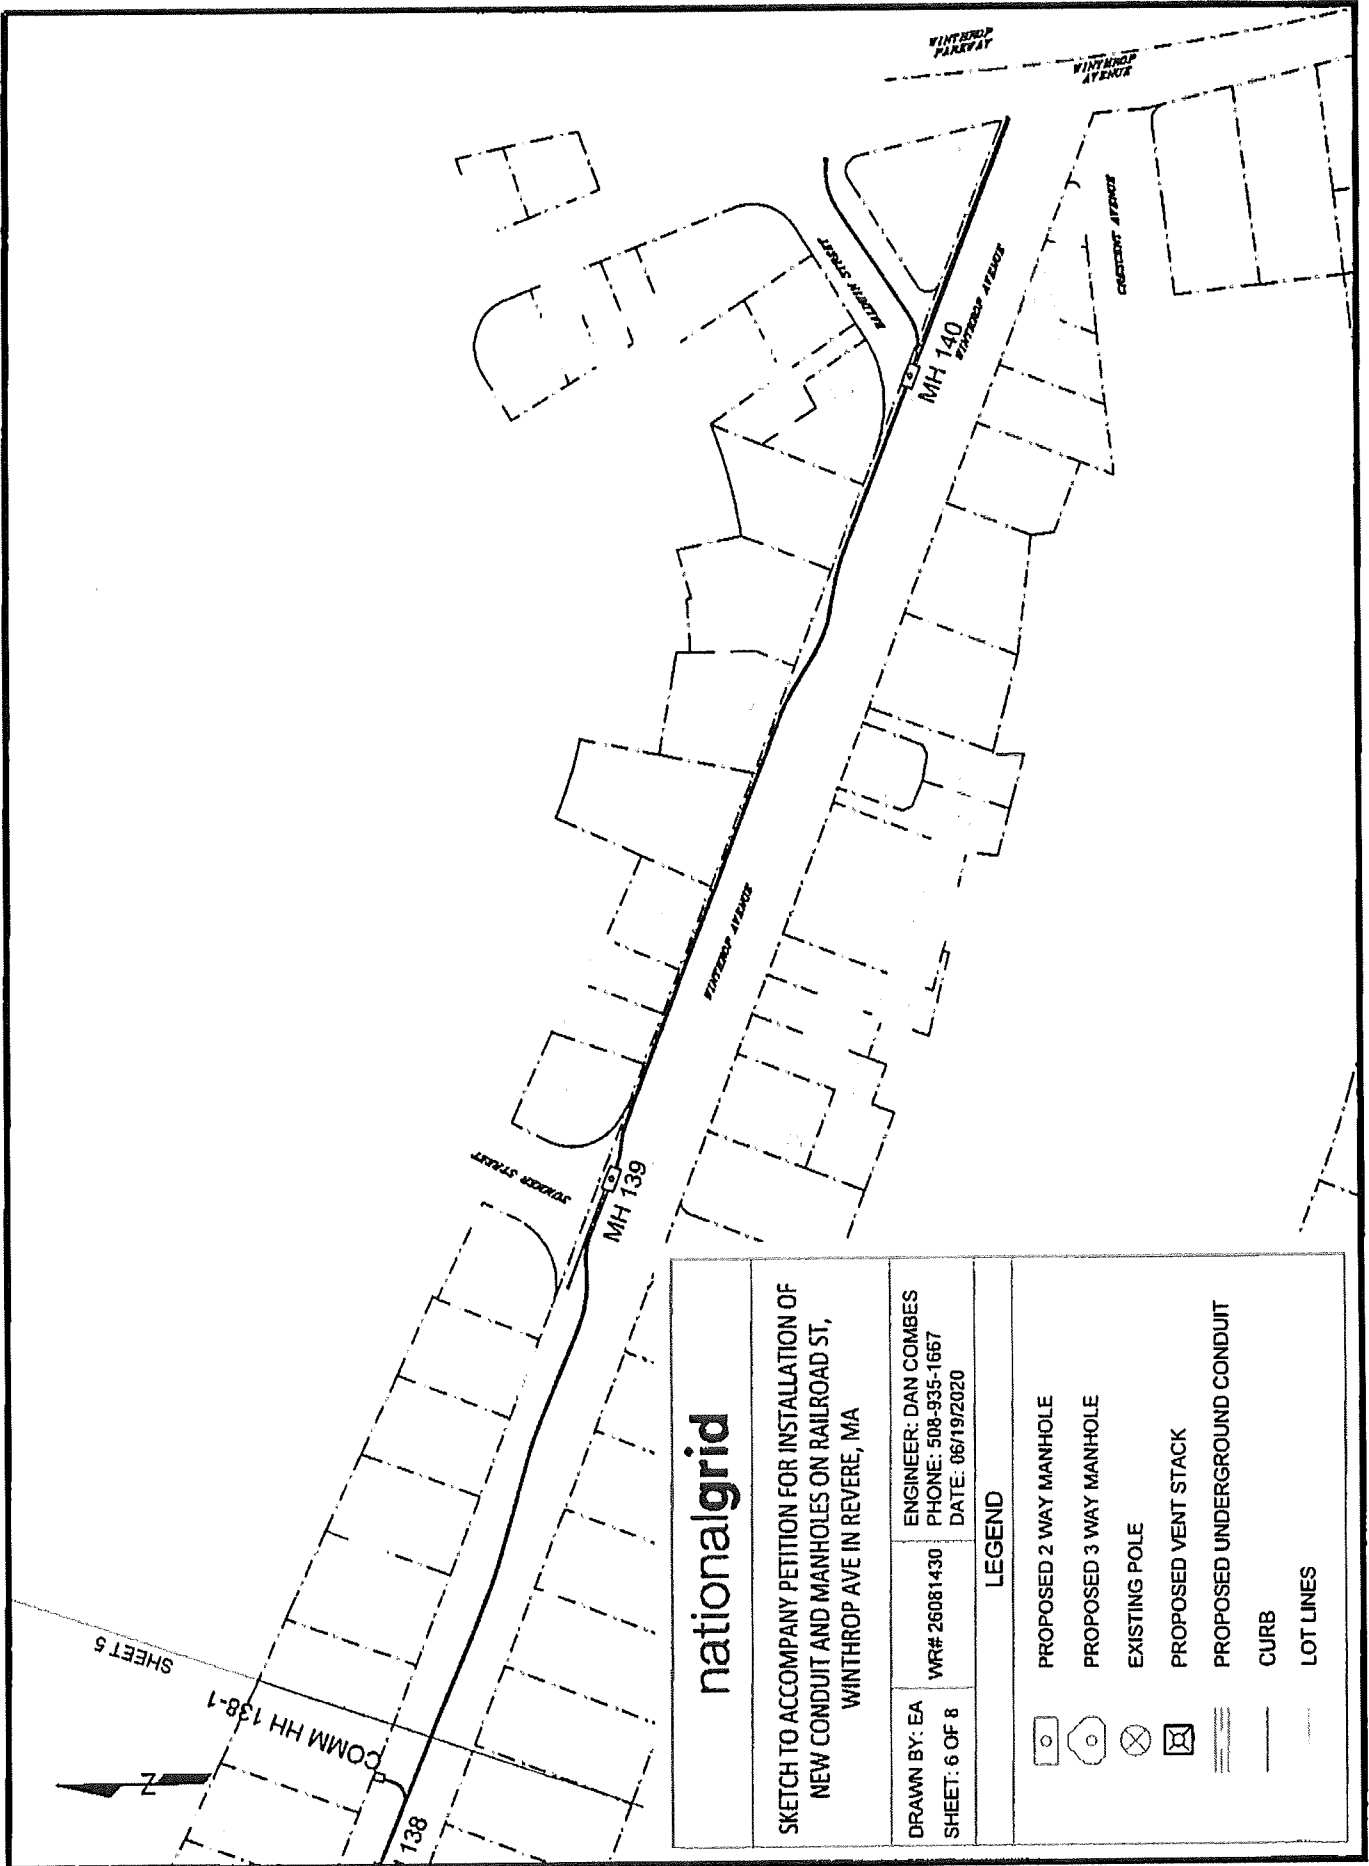 WINTHROP
PARKWAY
WINTHROP
AVENUE
CRESCENT AVENUE
BALDWIN STREET
WINTHROP AVENUE
MH 140
WINTHROP AVENUE
SUMMER STREET
MH 139
SHEET 5
COMM HH 138-1
138
N
nationalgrid
SKETCH TO ACCOMPANY PETITION FOR INSTALLATION OF
NEW CONDUIT AND MANHOLES ON RAILROAD ST,
WINTHROP AVE IN REVERE, MA
DRAWN BY: EA
SHEET: 6 OF 8
WR# 26081430
ENGINEER: DAN COMBES
PHONE: 508-935-1667
DATE: 06/19/2020
LEGEND
PROPOSED 2 WAY MANHOLE
PROPOSED 3 WAY MANHOLE
EXISTING POLE
PROPOSED VENT STACK
PROPOSED UNDERGROUND CONDUIT
CURB
LOT LINES